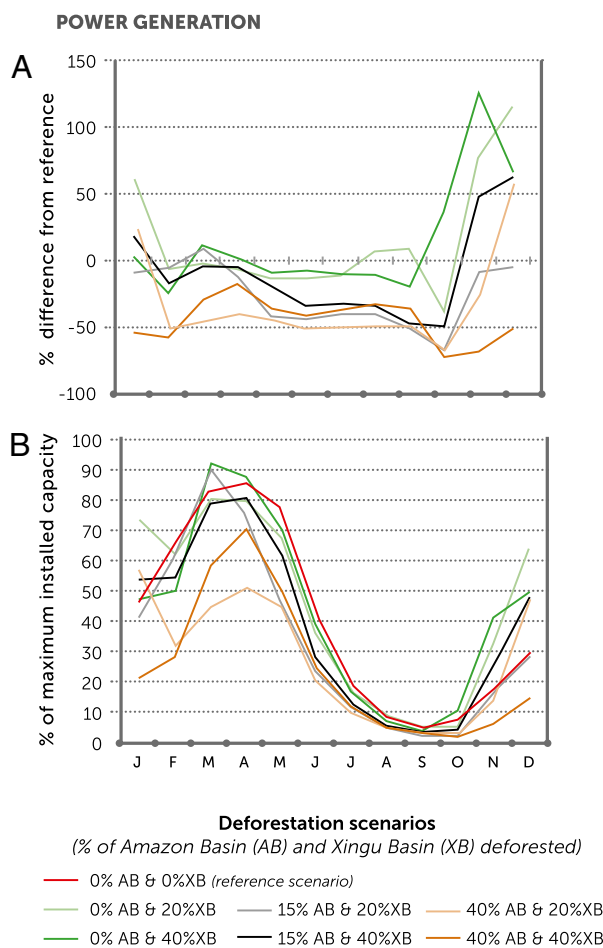 POWER GENERATION
A
% difference from reference
150
100
50
0
-50
-100
B
% of maximum installed capacity
100
90
80
70
60
50
40
30
20
10
0
J F M A M J J A S O N D
Deforestation scenarios
(% of Amazon Basin (AB) and Xingu Basin (XB) deforested)
0% AB & 0%XB (reference scenario)
0% AB & 20%XB 15% AB & 20%XB 40% AB & 20%XB
0% AB & 40%XB 15% AB & 40%XB 40% AB & 40%XB